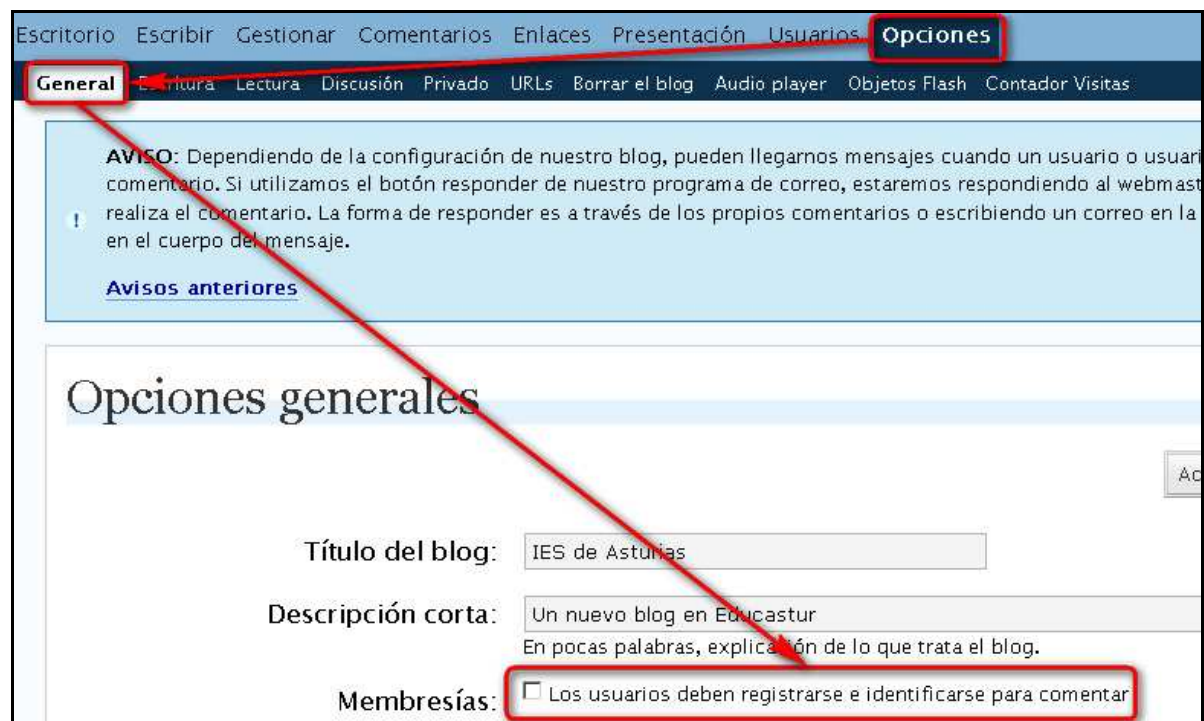 Escritorio Escribir Gestionar Comentarios Enlaces Presentación Usuarios Opciones
General Escritura Lectura Discusión Privado URLs Borrar el blog Audio player Objetos Flash Contador Visitas
AVISO: Dependiendo de la configuración de nuestro blog, pueden llegarnos mensajes cuando un usuario o usuari
comentario. Si utilizamos el botón responder de nuestro programa de correo, estaremos respondiendo al webmast
realiza el comentario. La forma de responder es a través de los propios comentarios o escribiendo un correo en la
! en el cuerpo del mensaje.
Avisos anteriores
Opciones generales
Ac
Título del blog: IES de Asturias
Descripción corta: Un nuevo blog en Educastur
En pocas palabras, explicación de lo que trata el blog.
Membresías: Los usuarios deben registrarse e identificarse para comentar